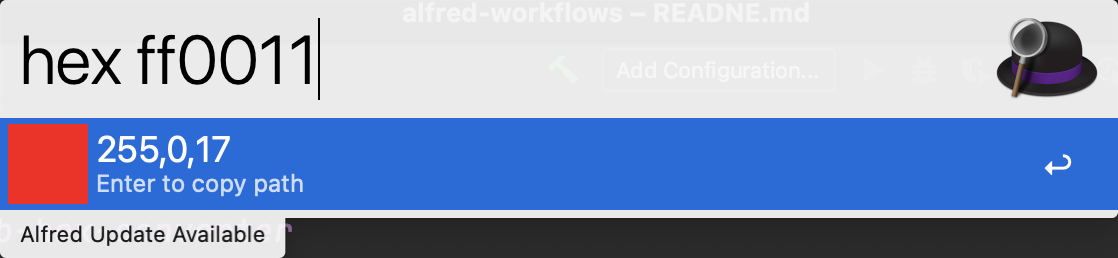 alfred-workflows – READNE.md
hex ff0011
Add Configuration...
255,0,17
Enter to copy path
Alfred Update Available